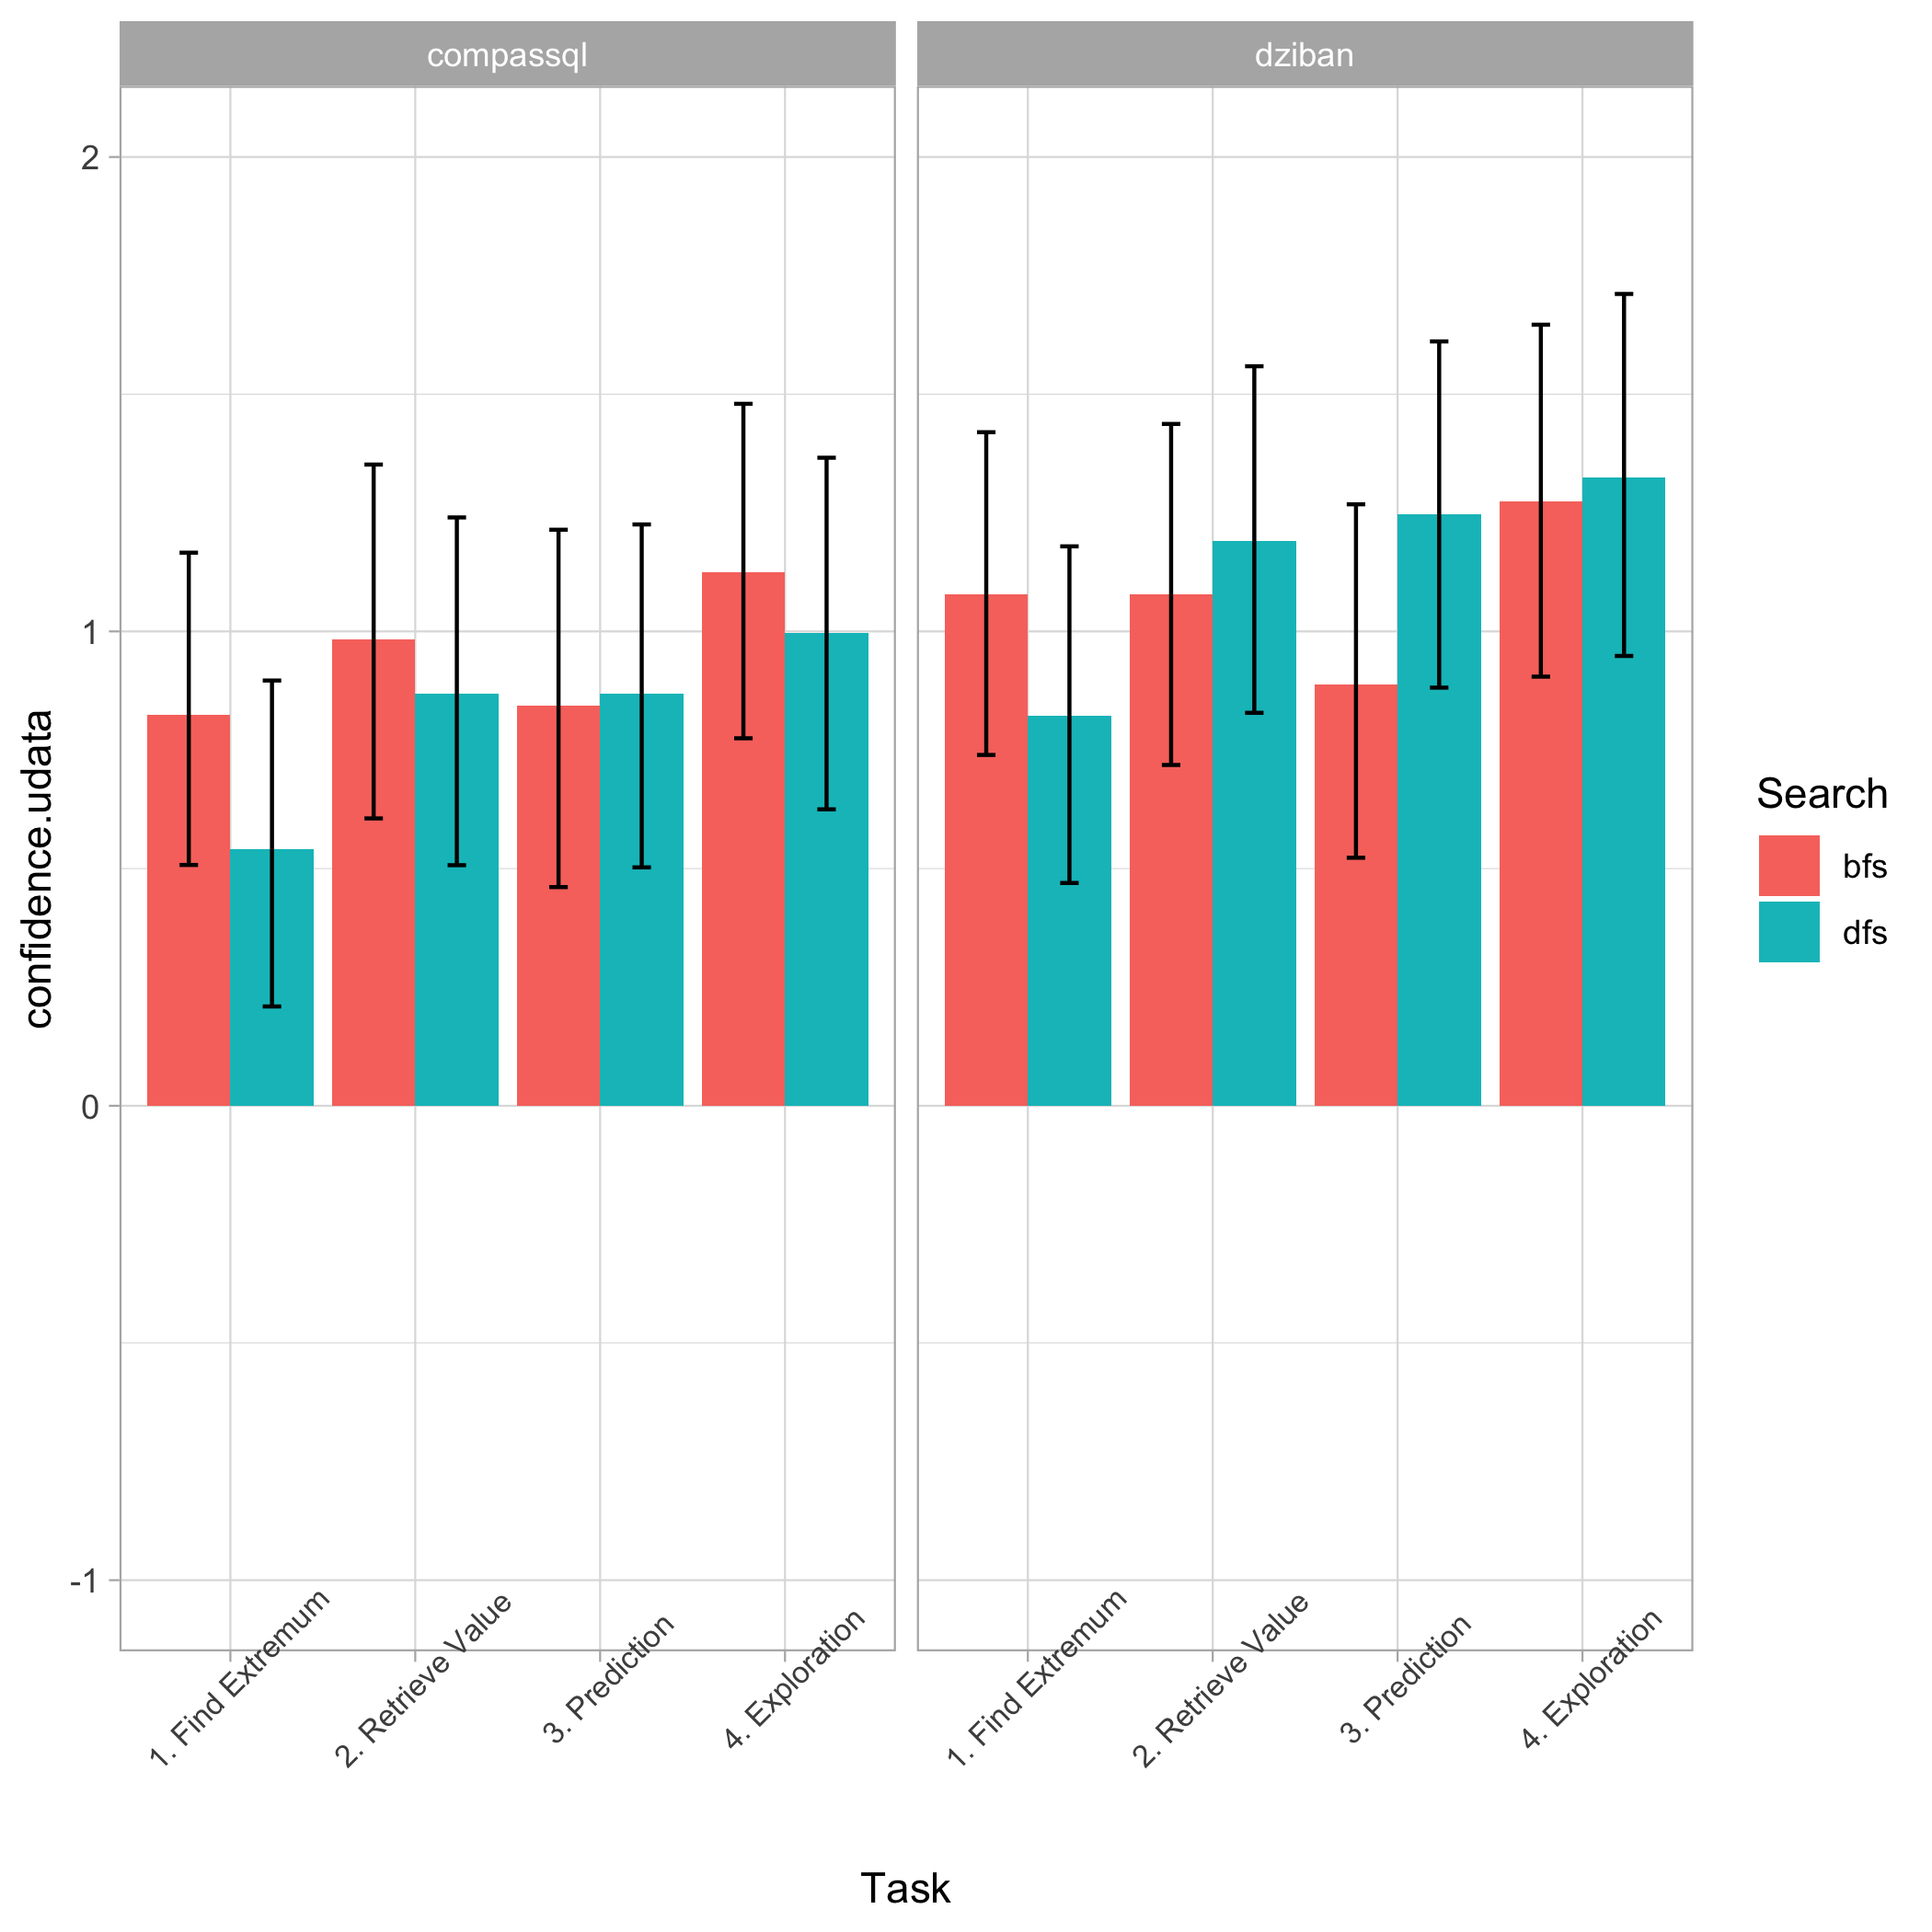 compassql
dziban
2
1
0
-1
confidence.udata
1. Find Extremum
2. Retrieve Value
3. Prediction
4. Exploration
1. Find Extremum
2. Retrieve Value
3. Prediction
4. Exploration
Task
Search
bfs
dfs